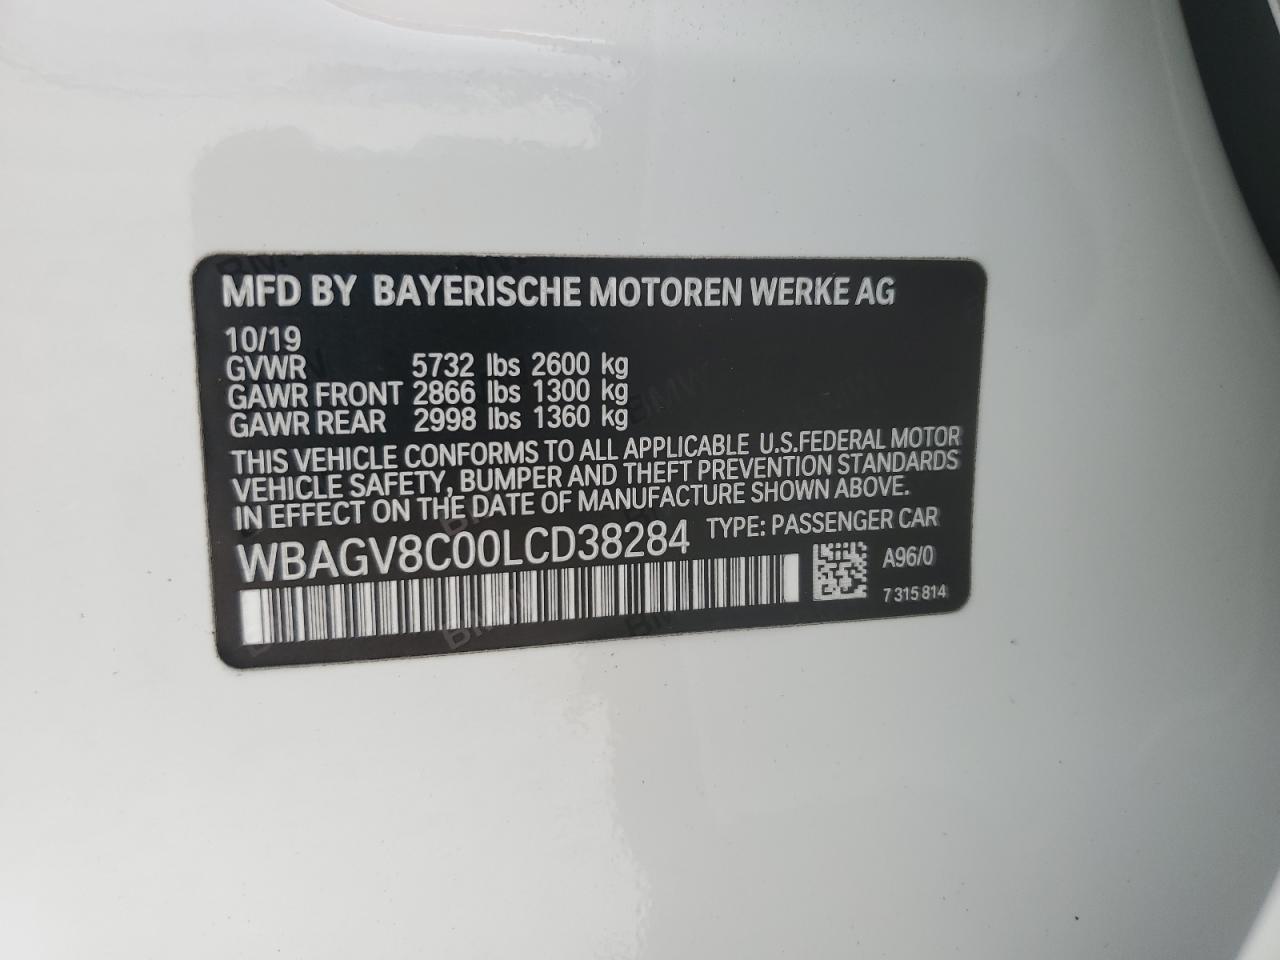 MFD BY BAYERISCHE MOTOREN WERKE AG
10/19
GVWR 5732 lbs 2600 kg
GAWR FRONT 2866 lbs 1300 kg
GAWR REAR 2998 lbs 1360 kg
THIS VEHICLE CONFORMS TO ALL APPLICABLE U.S.FEDERAL MOTOR
VEHICLE SAFETY, BUMPER AND THEFT PREVENTION STANDARDS
IN EFFECT ON THE DATE OF MANUFACTURE SHOWN ABOVE.
WBAGV8C00LCD38284 TYPE: PASSENGER CAR
A96/0
7 315 814